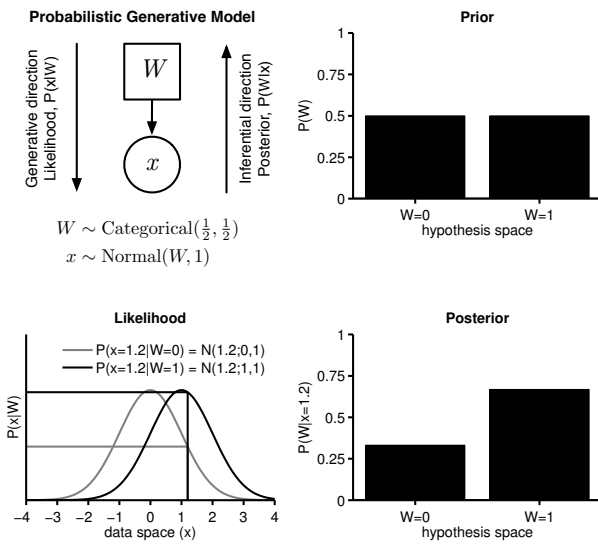 Probabilistic Generative Model
Generative direction
Likelihood, P(x|W)
W
x
Inferential direction
Posterior, P(W|x)
W ∼ Categorical(1/2, 1/2)
x ∼ Normal(W, 1)
Prior
P(W)
1
0.75
0.5
0.25
0
W=0 W=1
hypothesis space
Likelihood
P(x=1.2|W=0) = N(1.2;0,1)
P(x=1.2|W=1) = N(1.2;1,1)
P(x|W)
−4 −3 −2 −1 0 1 2 3 4
data space (x)
Posterior
P(W|x=1.2)
1
0.75
0.5
0.25
0
W=0 W=1
hypothesis space